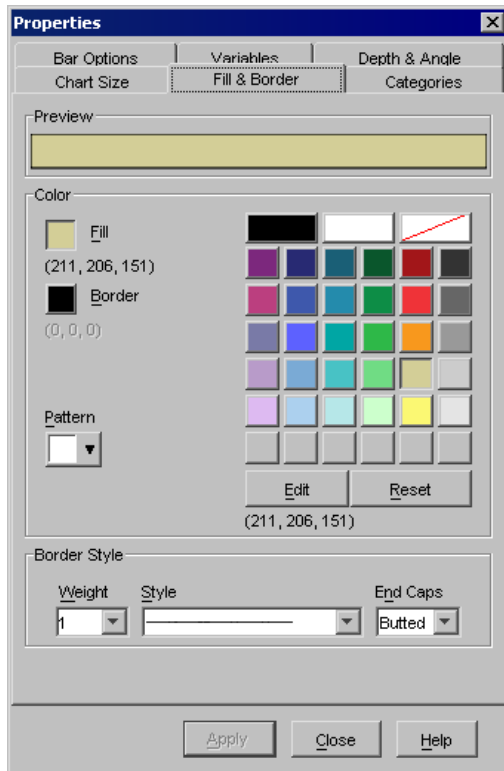 Properties
Bar Options Variables Depth & Angle
Chart Size Fill & Border Categories
Preview
Color
Fill
(211, 206, 151)
Border
(0, 0, 0)
Pattern
Edit Reset
(211, 206, 151)
Border Style
Weight Style End Caps
1 Butted
Apply Close Help